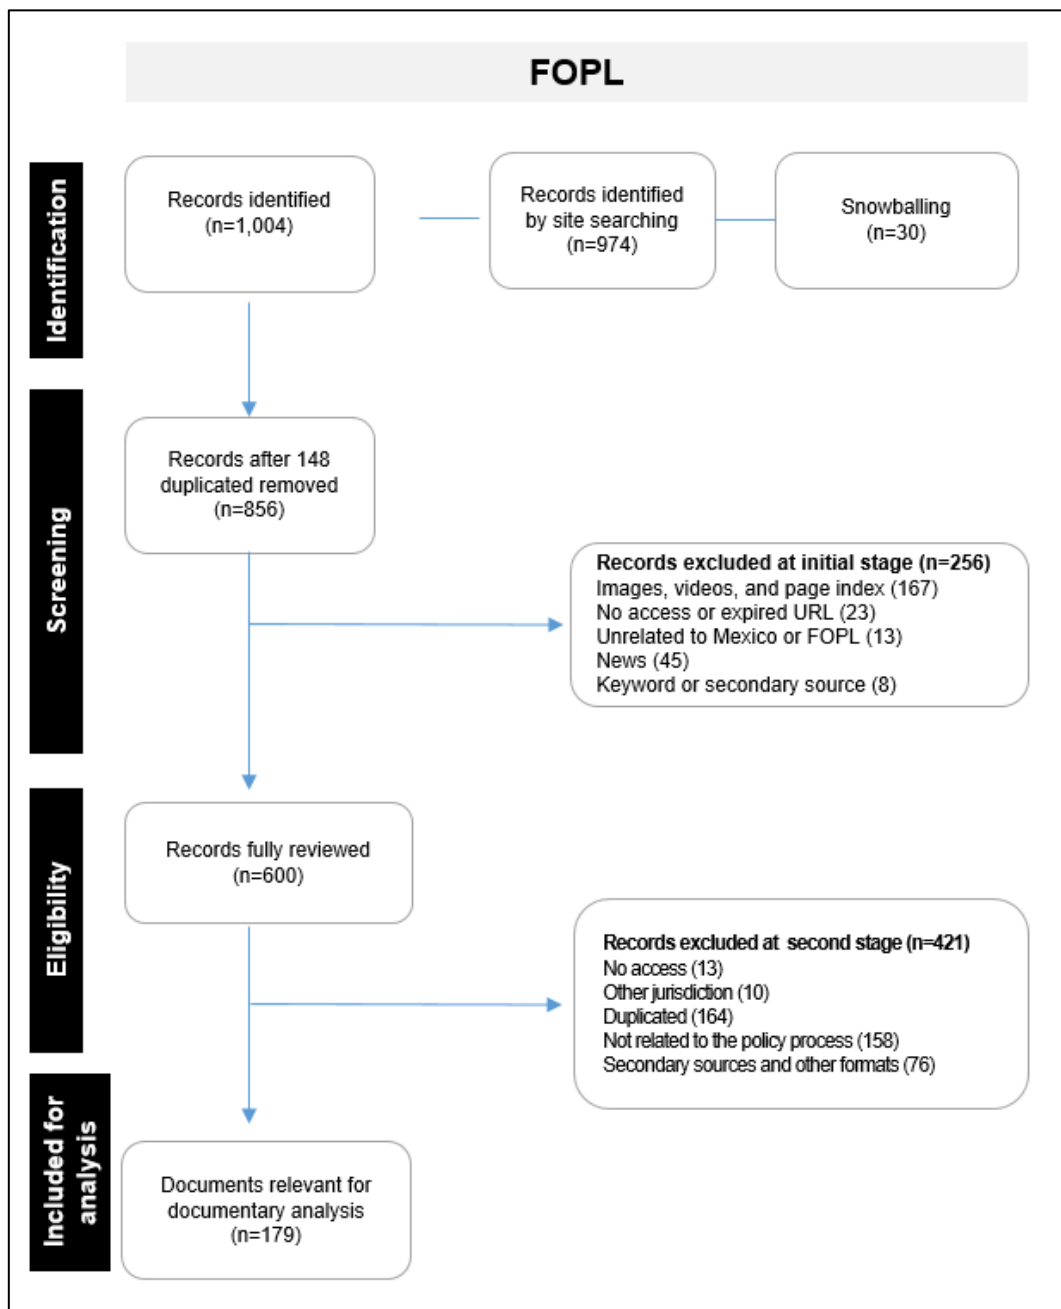 FOPL
Identification
Records identified
(n=1,004)
Records identified
by site searching
(n=974)
Snowballing
(n=30)
Screening
Records after 148
duplicated removed
(n=856)
Records excluded at initial stage (n=256)
Images, videos, and page index (167)
No access or expired URL (23)
Unrelated to Mexico or FOPL (13)
News (45)
Keyword or secondary source (8)
Eligibility
Records fully reviewed
(n=600)
Records excluded at second stage (n=421)
No access (13)
Other jurisdiction (10)
Duplicated (164)
Not related to the policy process (158)
Secondary sources and other formats (76)
Included for
analysis
Documents relevant for
documentary analysis
(n=179)